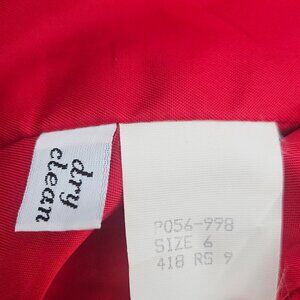 dry
clean
P056-998
SIZE 6
418 RS 9